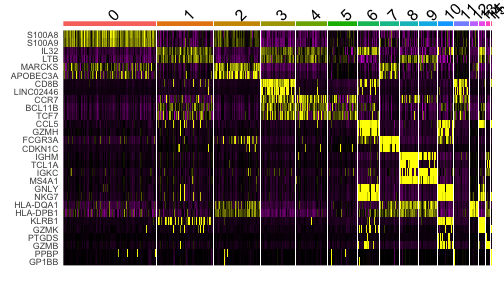 0 1 2 3 4 5 6 7 8 9 10 11
S100A8
S100A9
IL32
LTB
MARCKS
APOBEC3A
CD8B
LINC02446
CCR7
BCL11B
TCF7
CCL5
GZMH
FCGR3A
CDKN1C
IGHM
TCL1A
IGKC
MS4A1
GNLY
NKG7
HLA-DQA1
HLA-DPB1
KLRB1
GZMK
PTGDS
GZMB
PPBP
GP1BB